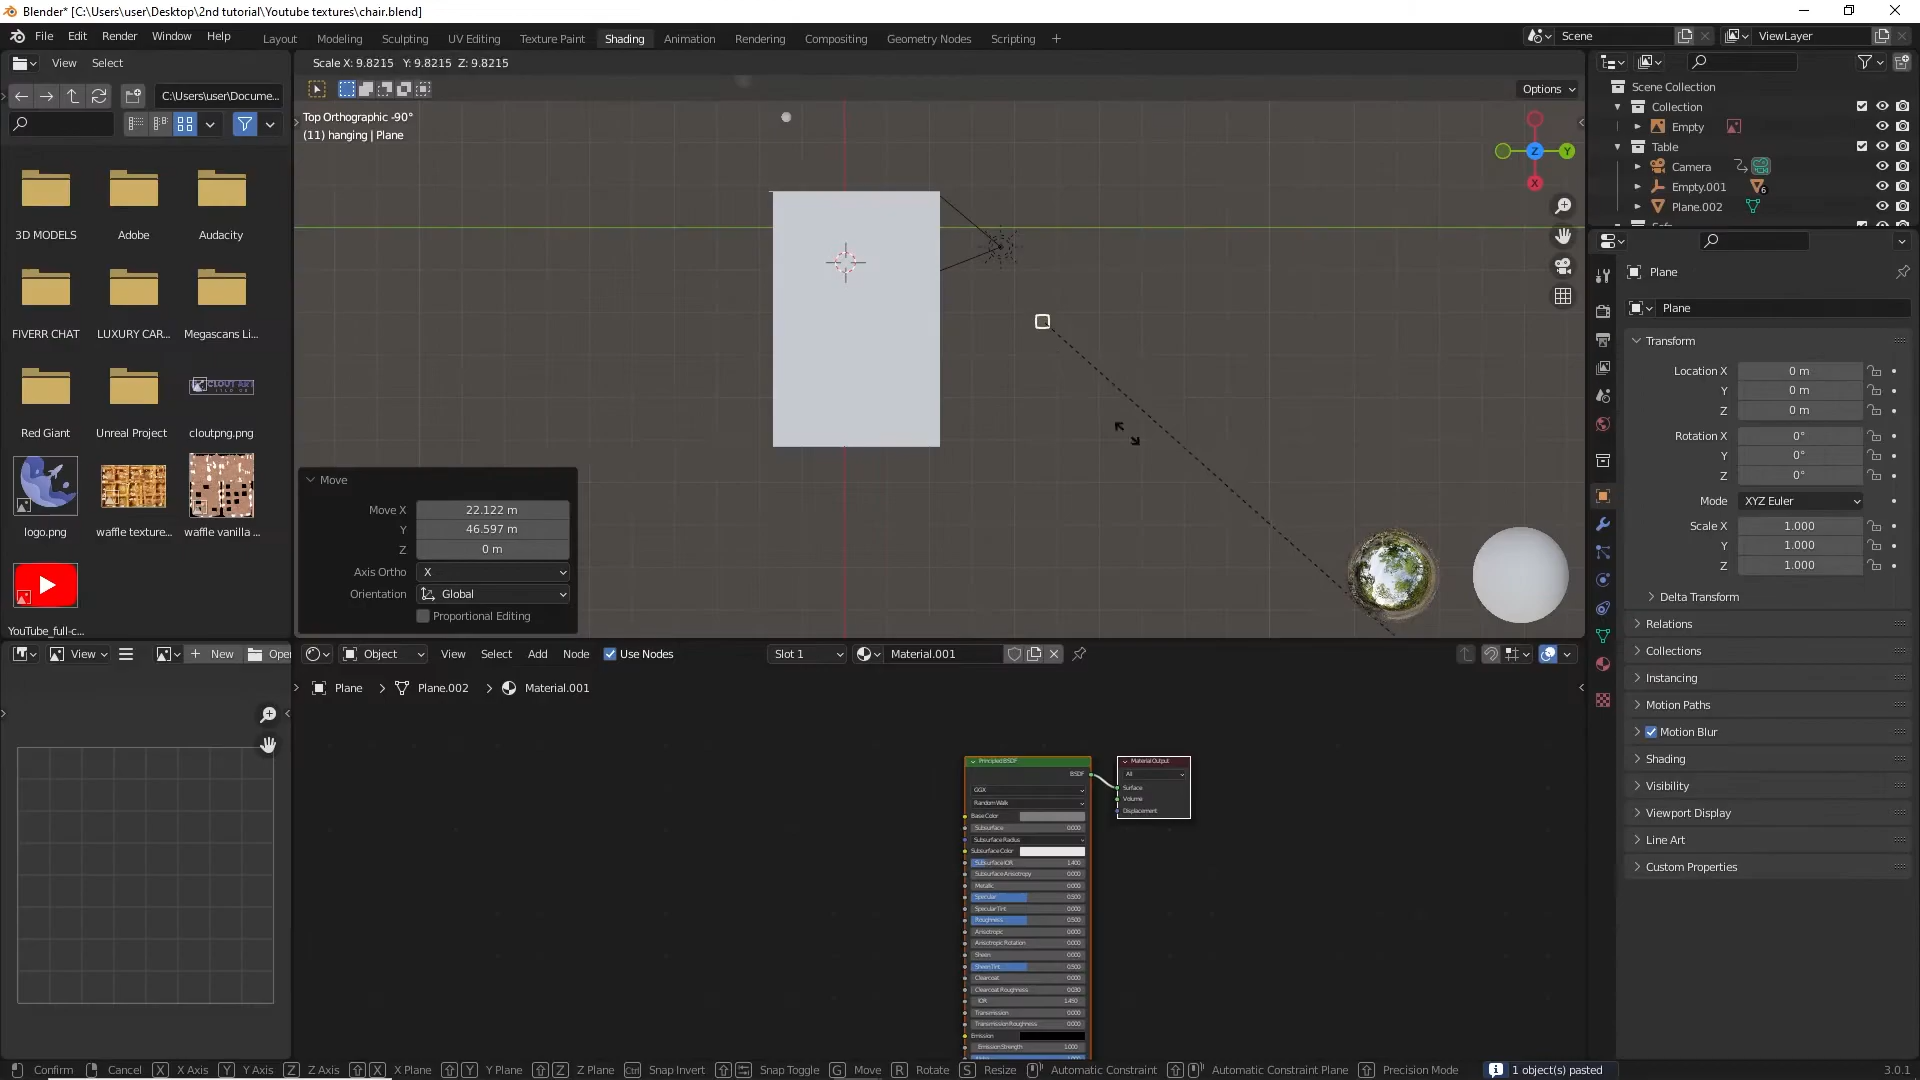 Blender* [C:\Users\user\Desktop\2nd tutorial\Youtube textures\chair.blend]
File Edit Render Window Help Layout Modeling Sculpting UV Editing Texture Paint Shading Animation Rendering Compositing Geometry Nodes Scripting Scene ViewLayer
View Select
Scale X: 9.8215 Y: 9.8215 Z: 9.8215
C:\Users\user\Docume...
Options
Top Orthographic -90°
(11) hanging | Plane
3D MODELS Adobe Audacity
FIVERR CHAT LUXURY CAR... Megascans Li...
Red Giant Unreal Project cloutpng.png
logo.png waffle texture... waffle vanilla ...
YouTube_full-c...
Z Y X
Move
Move X 22.122 m
Y 46.597 m
Z 0 m
Axis Ortho X
Orientation Global
Proportional Editing
Scene Collection
Collection
Empty
Table
Camera
Empty.001
6
Plane.002
Plane
Plane
Transform
Location X 0 m
Y 0 m
Z 0 m
Rotation X 0°
Y 0°
Z 0°
Mode XYZ Euler
Scale X 1.000
Y 1.000
Z 1.000
Delta Transform
Relations
Collections
Instancing
Motion Paths
Motion Blur
Shading
Visibility
Viewport Display
Line Art
Custom Properties
View New Open
Object View Select Add Node Use Nodes Slot 1 Material.001
Plane Plane.002 Material.001
Principled BSDF
BSDF
GGX
Random Walk
Base Color
Subsurface 0.000
Subsurface Radius
Subsurface Color
Subsurface IOR 1.400
Subsurface Anisotropy 0.000
Metallic 0.000
Specular 0.500
Specular Tint 0.000
Roughness 0.500
Anisotropic 0.000
Anisotropic Rotation 0.000
Sheen 0.000
Sheen Tint 0.500
Clearcoat 0.000
Clearcoat Roughness 0.030
IOR 1.450
Transmission 0.000
Transmission Roughness 0.000
Emission
Emission Strength 1.000
Material Output
All
Surface
Volume
Displacement
Confirm Cancel X X Axis Y Y Axis Z Z Axis X X Plane Y Y Plane Z Z Plane Ctrl Snap Invert Snap Toggle G Move R Rotate S Resize Automatic Constraint Automatic Constraint Plane Precision Mode 1 object(s) pasted 3.0.1